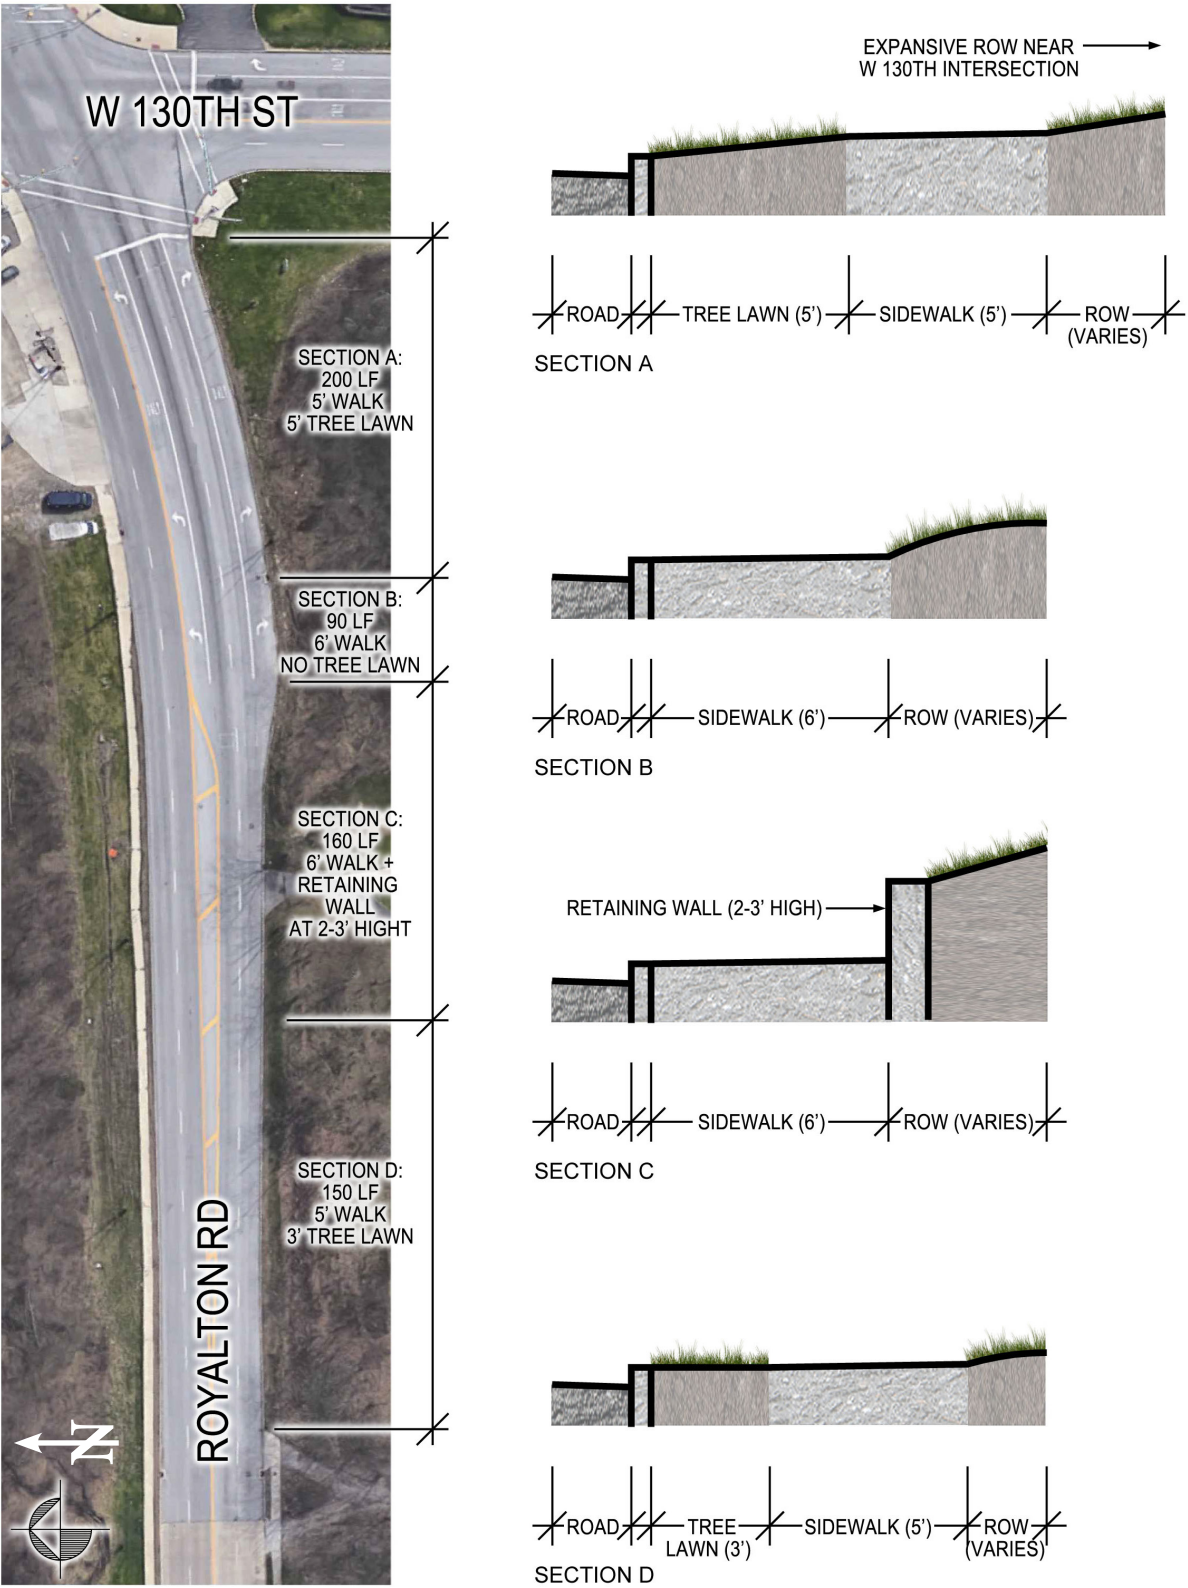 W 130TH ST
SECTION A:
200 LF
5' WALK
5' TREE LAWN
SECTION B:
90 LF
6' WALK
NO TREE LAWN
SECTION C:
160 LF
6' WALK +
RETAINING
WALL
AT 2-3' HIGHT
SECTION D:
150 LF
5' WALK
3' TREE LAWN
ROYALTON RD
N
EXPANSIVE ROW NEAR
W 130TH INTERSECTION
ROAD TREE LAWN (5') SIDEWALK (5') ROW
(VARIES)
SECTION A
ROAD SIDEWALK (6') ROW (VARIES)
SECTION B
RETAINING WALL (2-3' HIGH)
ROAD SIDEWALK (6') ROW (VARIES)
SECTION C
ROAD TREE SIDEWALK (5') ROW
LAWN (3') (VARIES)
SECTION D